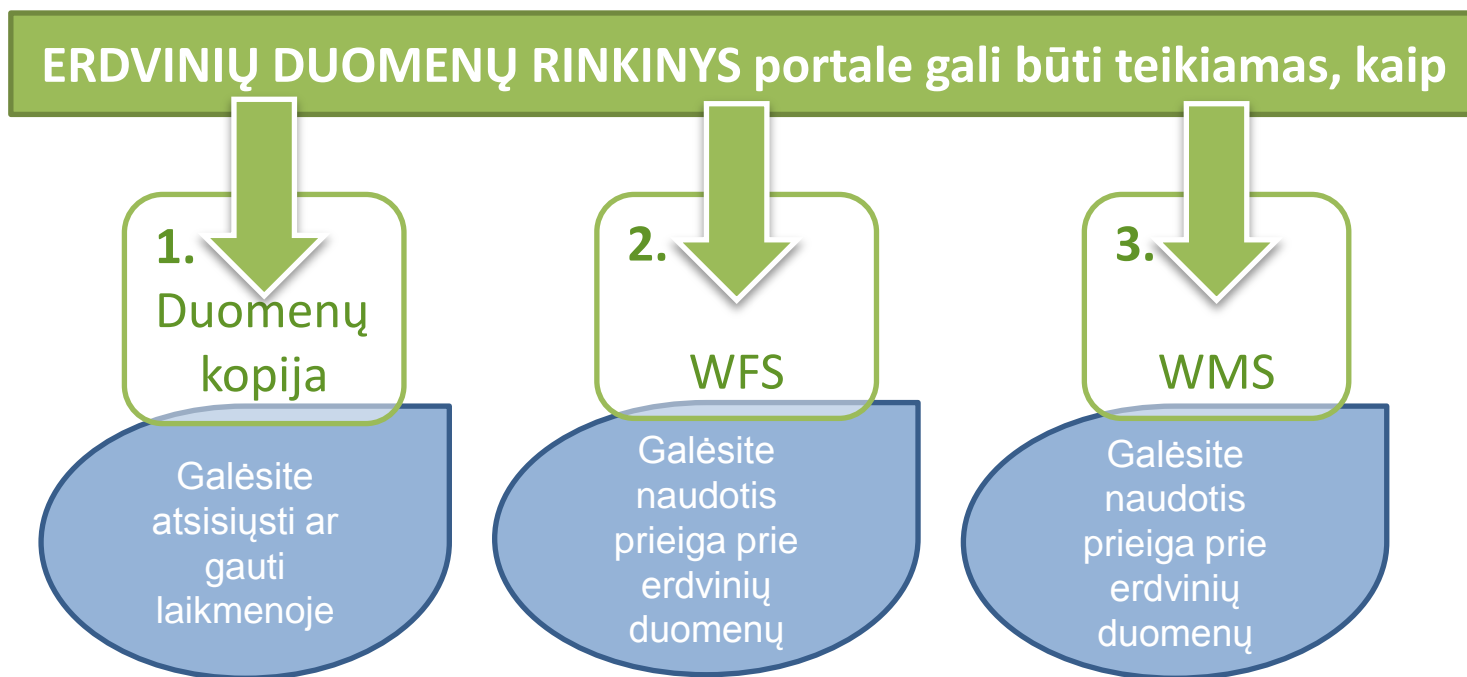 ERDVINIŲ DUOMENŲ RINKINYS portale gali būti teikiamas, kaip
1.
Duomenų
kopija
Galėsite
atsisiųsti ar
gauti
laikmenoje
2.
WFS
Galėsite
naudotis
prieiga prie
erdvinių
duomenų
3.
WMS
Galėsite
naudotis
prieiga prie
erdvinių
duomenų